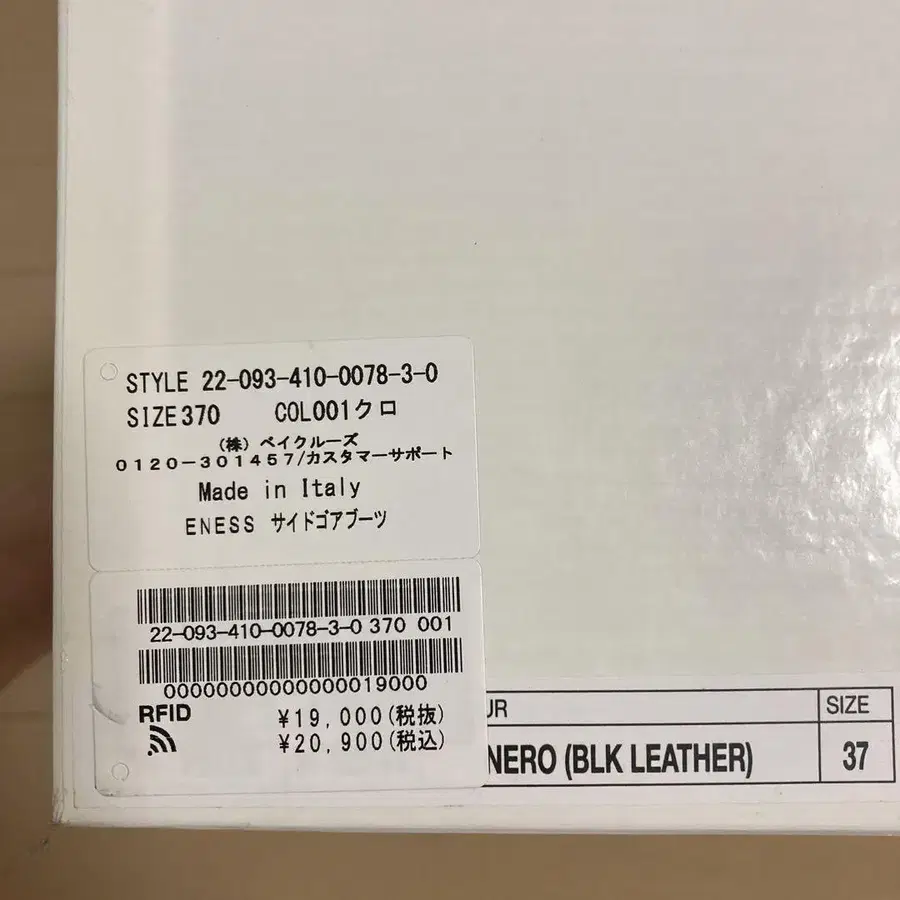 STYLE 22-093-410-0078-3-0
SIZE370 COL001クロ
(株) ベイクルーズ
0120-301457/カスタマーサポート
Made in Italy
ENESS サイドゴアブーツ
22-093-410-0078-3-0 370 001
00000000000000019000
RFID
¥19,000(税抜)
¥20,900(税込)
UR SIZE
NERO (BLK LEATHER) 37